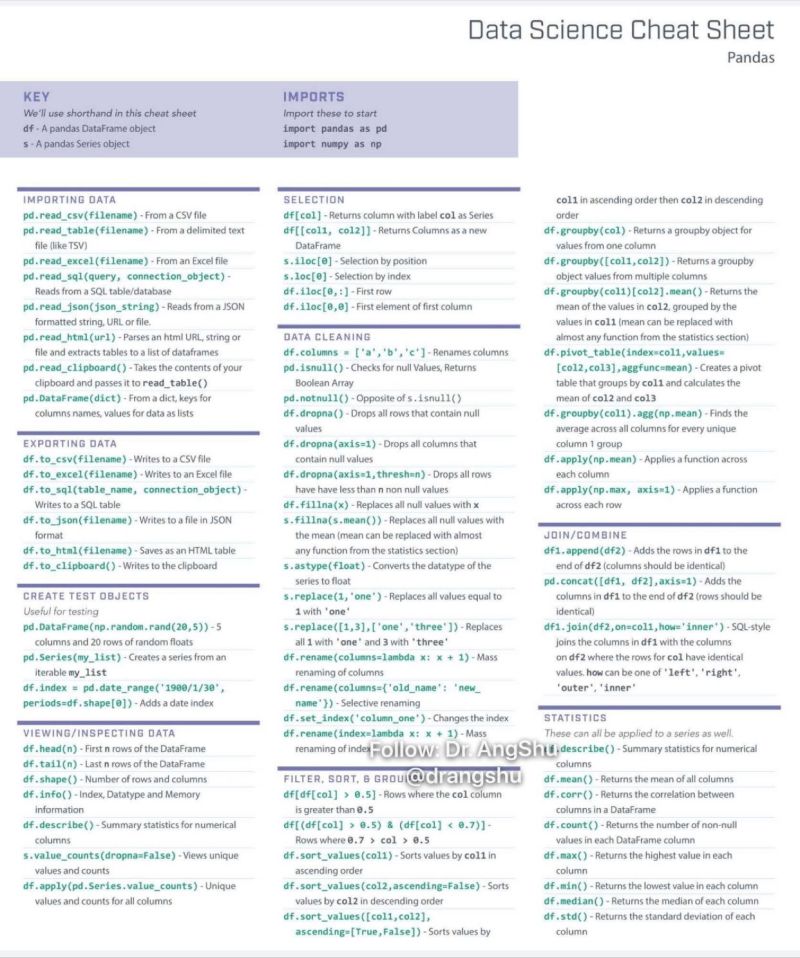 Data Science Cheat Sheet
Pandas
KEY
We'll use shorthand in this cheat sheet
df - A pandas DataFrame object
s - A pandas Series object
IMPORTS
Import these to start
import pandas as pd
import numpy as np
IMPORTING DATA
pd.read_csv(filename) - From a CSV file
pd.read_table(filename) - From a delimited text
file (like TSV)
pd.read_excel(filename) - From an Excel file
pd.read_sql(query, connection_object) -
Reads from a SQL table/database
pd.read_json(json_string) - Reads from a JSON
formatted string, URL or file.
pd.read_html(url) - Parses an html URL, string or
file and extracts tables to a list of dataframes
pd.read_clipboard() - Takes the contents of your
clipboard and passes it to read_table()
pd.DataFrame(dict) - From a dict, keys for
columns names, values for data as lists
EXPORTING DATA
df.to_csv(filename) - Writes to a CSV file
df.to_excel(filename) - Writes to an Excel file
df.to_sql(table_name, connection_object) -
Writes to a SQL table
df.to_json(filename) - Writes to a file in JSON
format
df.to_html(filename) - Saves as an HTML table
df.to_clipboard() - Writes to the clipboard
CREATE TEST OBJECTS
Useful for testing
pd.DataFrame(np.random.rand(20,5)) - 5
columns and 20 rows of random floats
pd.Series(my_list) - Creates a series from an
iterable my_list
df.index = pd.date_range('1900/1/30',
periods=df.shape[0]) - Adds a date index
VIEWING/INSPECTING DATA
df.head(n) - First n rows of the DataFrame
df.tail(n) - Last n rows of the DataFrame
df.shape() - Number of rows and columns
df.info() - Index, Datatype and Memory
information
df.describe() - Summary statistics for numerical
columns
s.value_counts(dropna=False) - Views unique
values and counts
df.apply(pd.Series.value_counts) - Unique
values and counts for all columns
SELECTION
df[col] - Returns column with label col as Series
df[[col1, col2]] - Returns Columns as a new
DataFrame
s.iloc[0] - Selection by position
s.loc[0] - Selection by index
df.iloc[0,:] - First row
df.iloc[0,0] - First element of first column
DATA CLEANING
df.columns = ['a','b','c'] - Renames columns
pd.isnull() - Checks for null Values, Returns
Boolean Array
pd.notnull() - Opposite of s.isnull()
df.dropna() - Drops all rows that contain null
values
df.dropna(axis=1) - Drops all columns that
contain null values
df.dropna(axis=1,thresh=n) - Drops all rows
have have less than n non null values
df.fillna(x) - Replaces all null values with x
s.fillna(s.mean()) - Replaces all null values with
the mean (mean can be replaced with almost
any function from the statistics section)
s.astype(float) - Converts the datatype of the
series to float
s.replace(1,'one') - Replaces all values equal to
1 with 'one'
s.replace([1,3],['one','three']) - Replaces
all 1 with 'one' and 3 with 'three'
df.rename(columns=lambda x: x + 1) - Mass
renaming of columns
df.rename(columns={'old_name': 'new_
name'}) - Selective renaming
df.set_index('column_one') - Changes the index
df.rename(index=lambda x: x + 1) - Mass
renaming of index
FILTER, SORT, & GROU
df[df[col] > 0.5] - Rows where the col column
is greater than 0.5
df[(df[col] > 0.5) & (df[col] < 0.7)] -
Rows where 0.7 > col > 0.5
df.sort_values(col1) - Sorts values by col1 in
ascending order
df.sort_values(col2,ascending=False) - Sorts
values by col2 in descending order
df.sort_values([col1,col2],
ascending=[True,False]) - Sorts values by
col1 in ascending order then col2 in descending
order
df.groupby(col) - Returns a groupby object for
values from one column
df.groupby([col1,col2]) - Returns a groupby
object values from multiple columns
df.groupby(col1)[col2].mean() - Returns the
mean of the values in col2, grouped by the
values in col1 (mean can be replaced with
almost any function from the statistics section)
df.pivot_table(index=col1,values=
[col2,col3],aggfunc=mean) - Creates a pivot
table that groups by col1 and calculates the
mean of col2 and col3
df.groupby(col1).agg(np.mean) - Finds the
average across all columns for every unique
column 1 group
df.apply(np.mean) - Applies a function across
each column
df.apply(np.max, axis=1) - Applies a function
across each row
JOIN/COMBINE
df1.append(df2) - Adds the rows in df1 to the
end of df2 (columns should be identical)
pd.concat([df1, df2],axis=1) - Adds the
columns in df1 to the end of df2 (rows should be
identical)
df1.join(df2,on=col1,how='inner') - SQL-style
joins the columns in df1 with the columns
on df2 where the rows for col have identical
values. how can be one of 'left', 'right',
'outer', 'inner'
STATISTICS
These can all be applied to a series as well.
df.describe() - Summary statistics for numerical
columns
df.mean() - Returns the mean of all columns
df.corr() - Returns the correlation between
columns in a DataFrame
df.count() - Returns the number of non-null
values in each DataFrame column
df.max() - Returns the highest value in each
column
df.min() - Returns the lowest value in each column
df.median() - Returns the median of each column
df.std() - Returns the standard deviation of each
column
Follow: Dr. AngShu
@drangshu